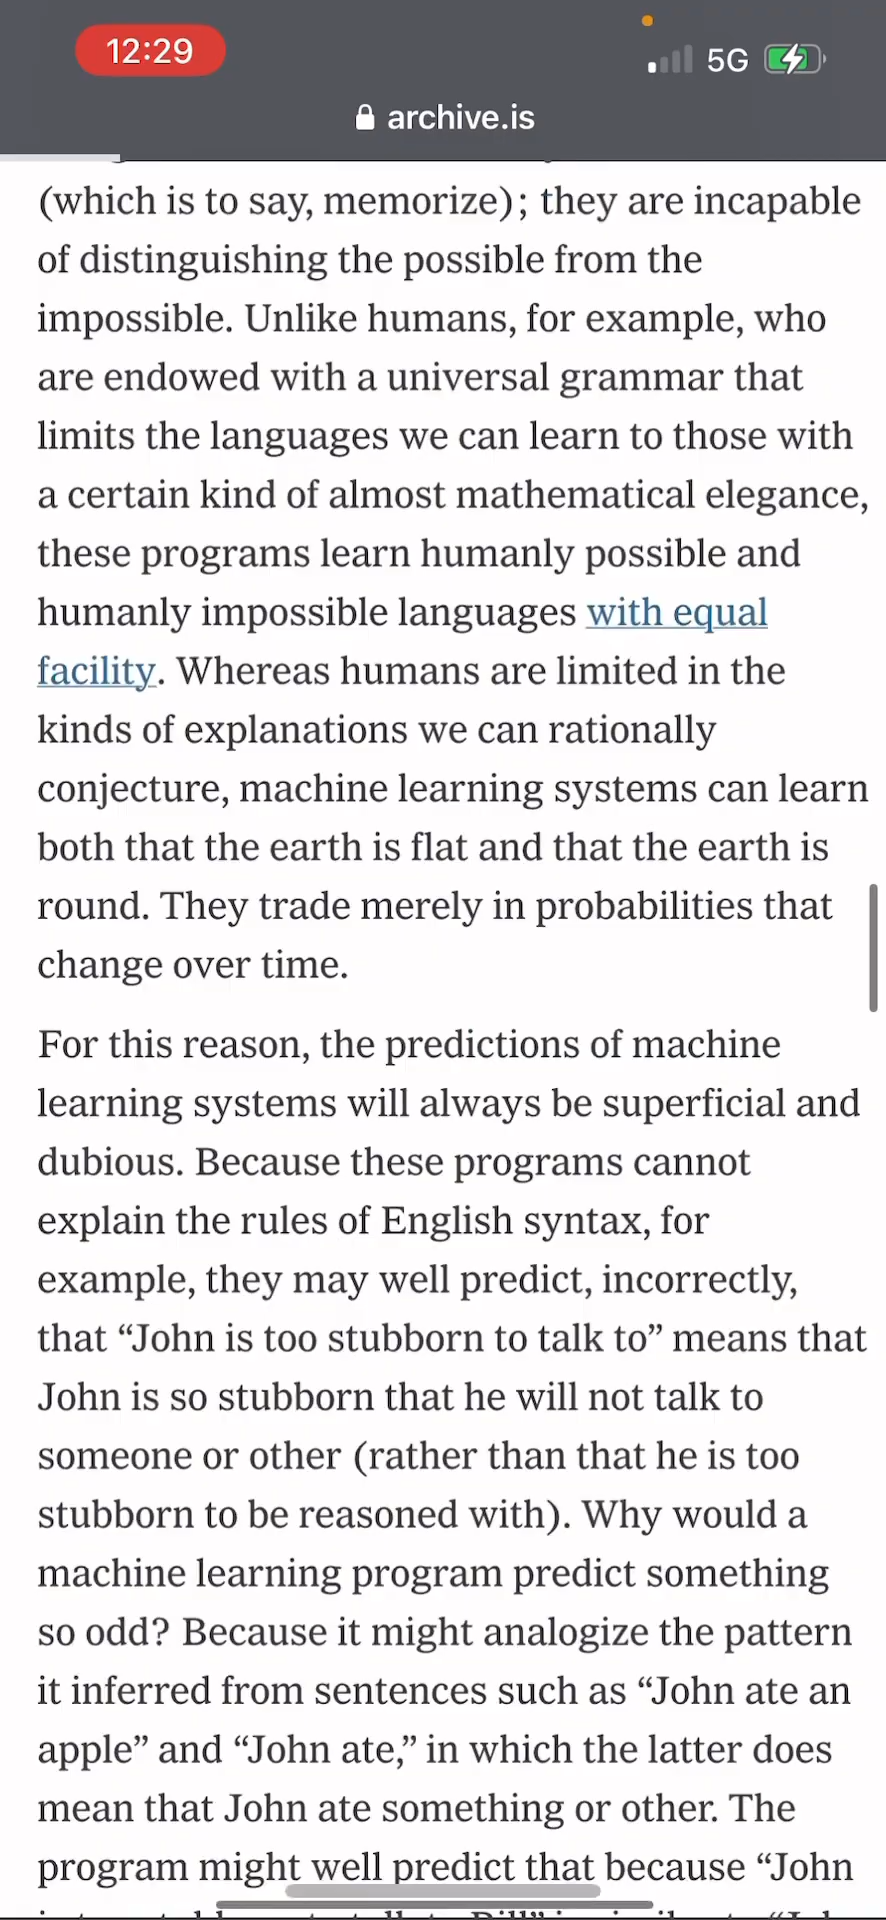 12:29
5G
archive.is
(which is to say, memorize); they are incapable
of distinguishing the possible from the
impossible. Unlike humans, for example, who
are endowed with a universal grammar that
limits the languages we can learn to those with
a certain kind of almost mathematical elegance,
these programs learn humanly possible and
humanly impossible languages with equal
facility. Whereas humans are limited in the
kinds of explanations we can rationally
conjecture, machine learning systems can learn
both that the earth is flat and that the earth is
round. They trade merely in probabilities that
change over time.
For this reason, the predictions of machine
learning systems will always be superficial and
dubious. Because these programs cannot
explain the rules of English syntax, for
example, they may well predict, incorrectly,
that “John is too stubborn to talk to” means that
John is so stubborn that he will not talk to
someone or other (rather than that he is too
stubborn to be reasoned with). Why would a
machine learning program predict something
so odd? Because it might analogize the pattern
it inferred from sentences such as “John ate an
apple” and “John ate,” in which the latter does
mean that John ate something or other. The
program might well predict that because “John